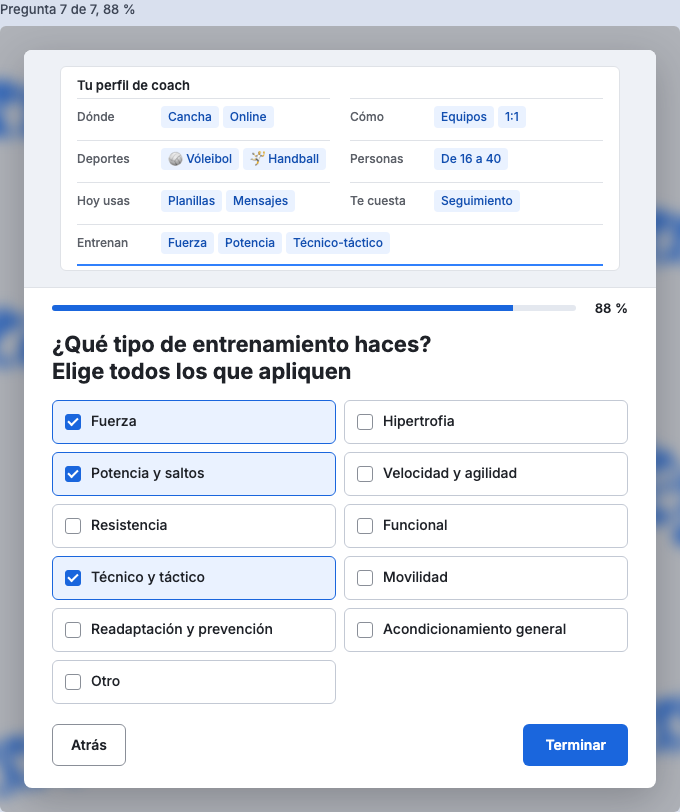 Pregunta 7 de 7, 88 %
Tu perfil de coach
Dónde Cancha Online
Cómo Equipos 1:1
Deportes Vóleibol Handball
Personas De 16 a 40
Hoy usas Planillas Mensajes
Te cuesta Seguimiento
Entrenan Fuerza Potencia Técnico-táctico
88 %
¿Qué tipo de entrenamiento haces?
Elige todos los que apliquen
Fuerza
Hipertrofia
Potencia y saltos
Velocidad y agilidad
Resistencia
Funcional
Técnico y táctico
Movilidad
Readaptación y prevención
Acondicionamiento general
Otro
Atrás
Terminar